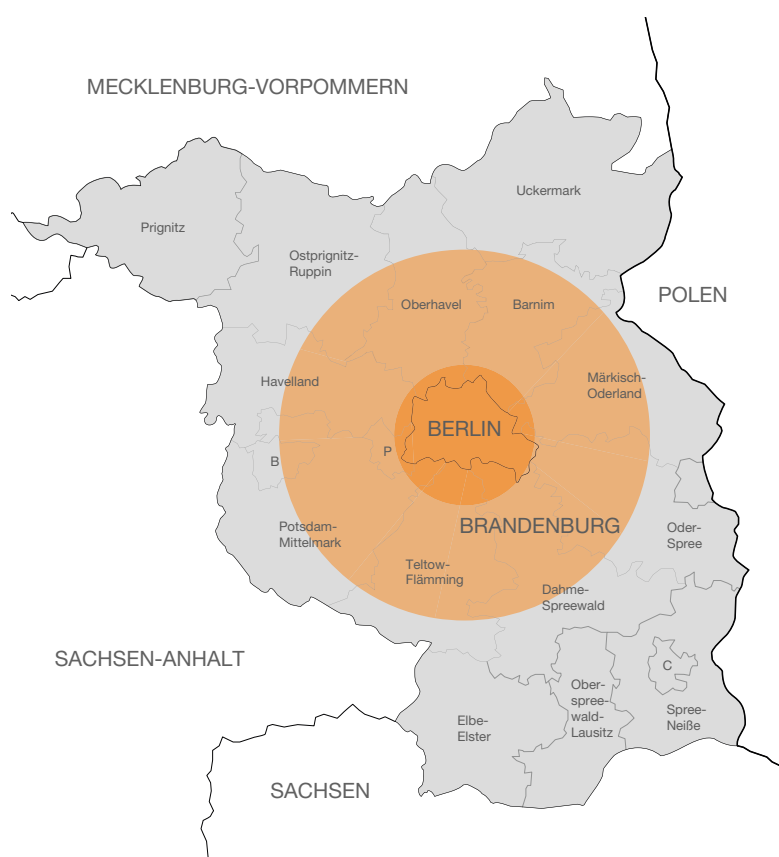 MECKLENBURG-VORPOMMERN
Uckermark
Prignitz
Ostprignitz-
Ruppin
POLEN
Oberhavel
Barnim
Havelland
Märkisch-
Oderland
BERLIN
P
B
BRANDENBURG
Potsdam-
Mittelmark
Oder-
Spree
Teltow-
Flämming
Dahme-
Spreewald
SACHSEN-ANHALT
C
Ober-
spree-
wald-
Lausitz
Spree-
Neiße
Elbe-
Elster
SACHSEN